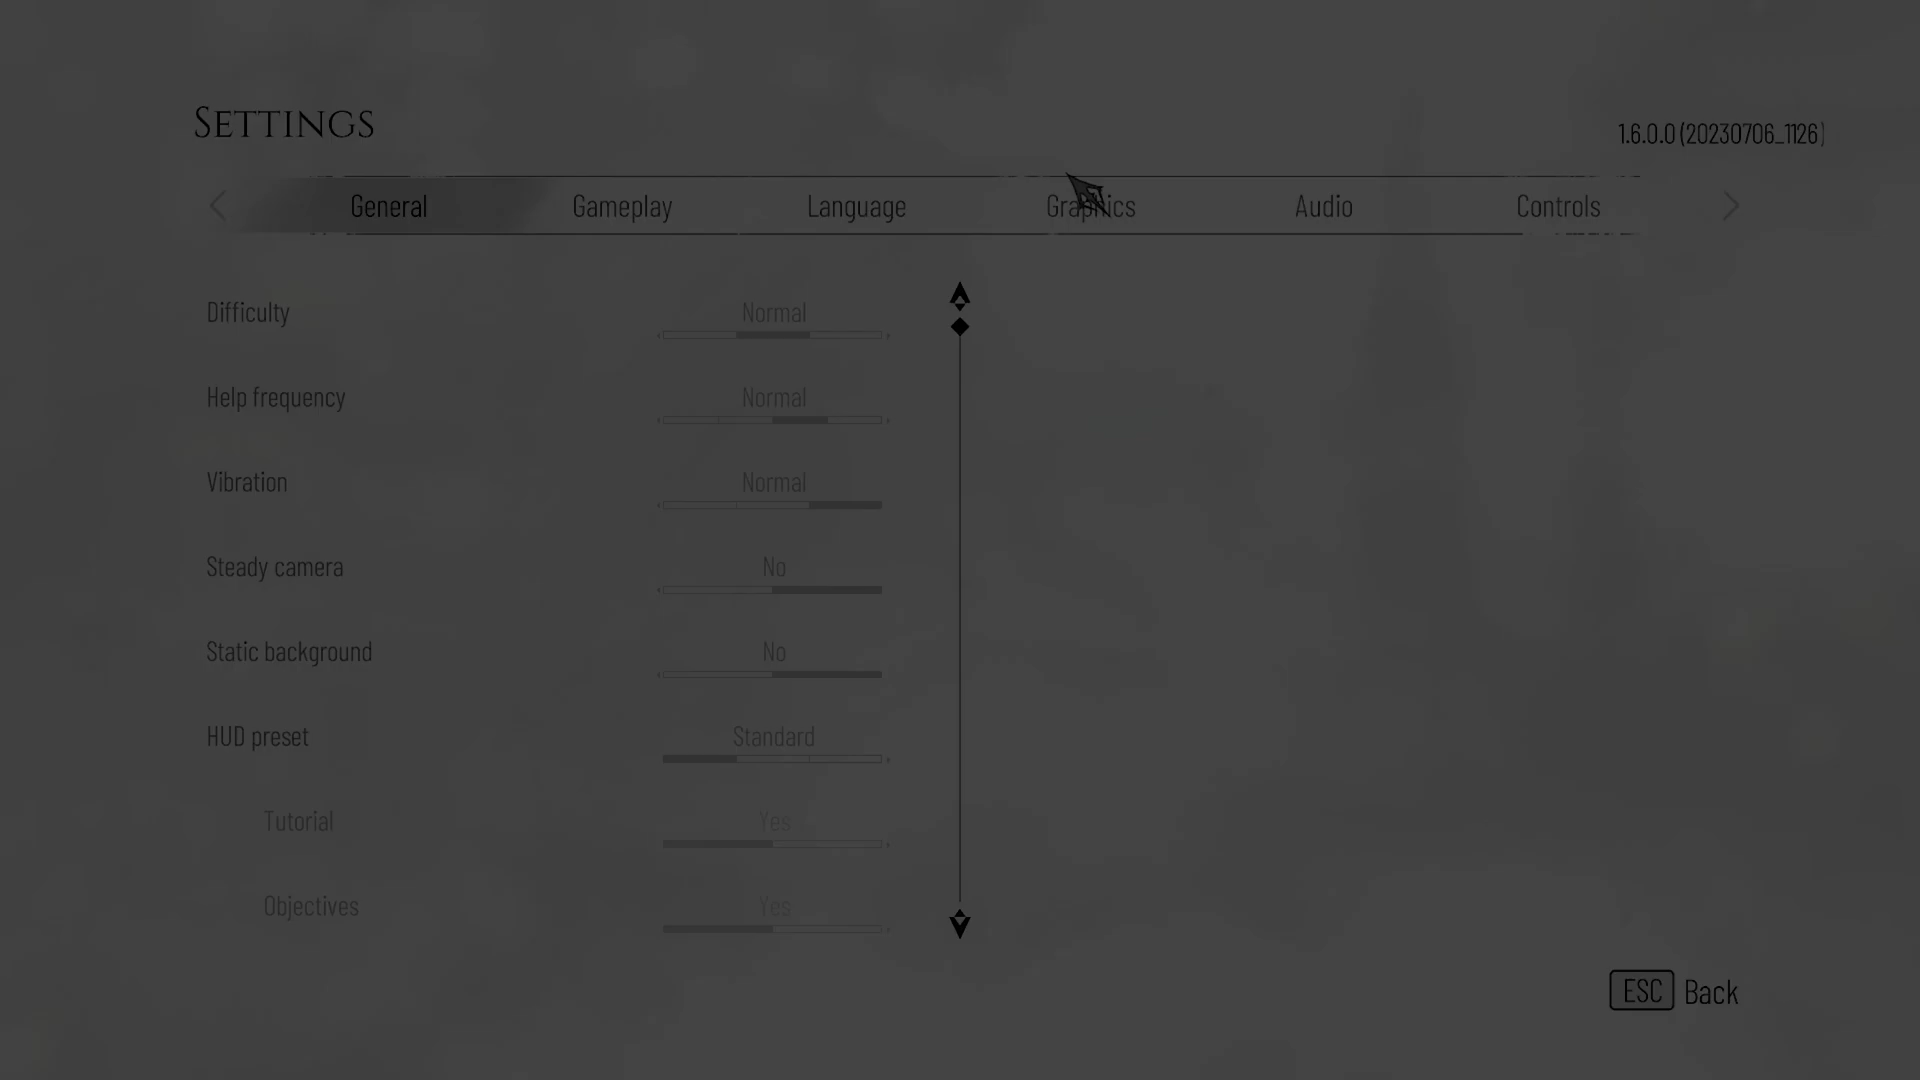 SETTINGS
1.6.0.0 (20230706_1126)
General Gameplay Language Graphics Audio Controls
Difficulty Normal
Help frequency Normal
Vibration Normal
Steady camera No
Static background No
HUD preset Standard
Tutorial Yes
Objectives Yes
ESC Back